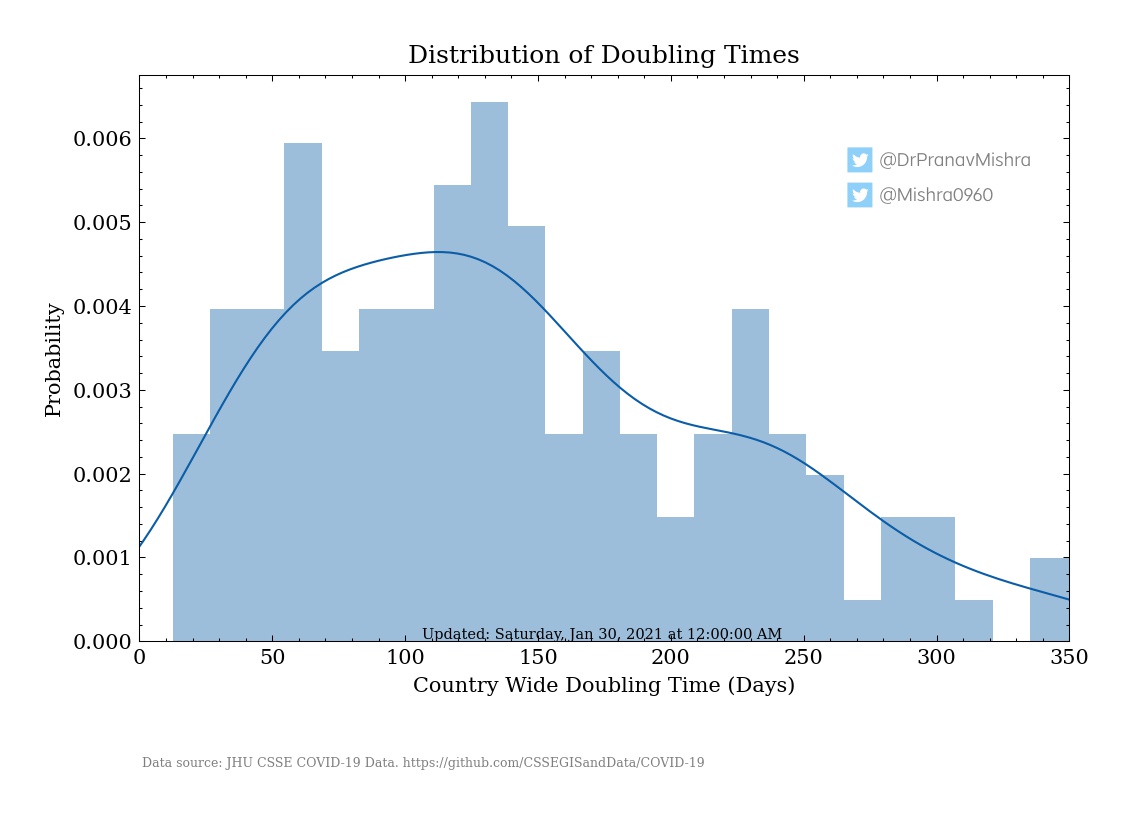 Distribution of Doubling Times
0.006
0.005
0.004
0.003
0.002
0.001
0.000
Probability
@DrPranavMishra
@Mishra0960
Updated: Saturday, Jan 30, 2021 at 12:00:00 AM
0 50 100 150 200 250 300 350
Country Wide Doubling Time (Days)
Data source: JHU CSSE COVID-19 Data. https://github.com/CSSEGISandData/COVID-19